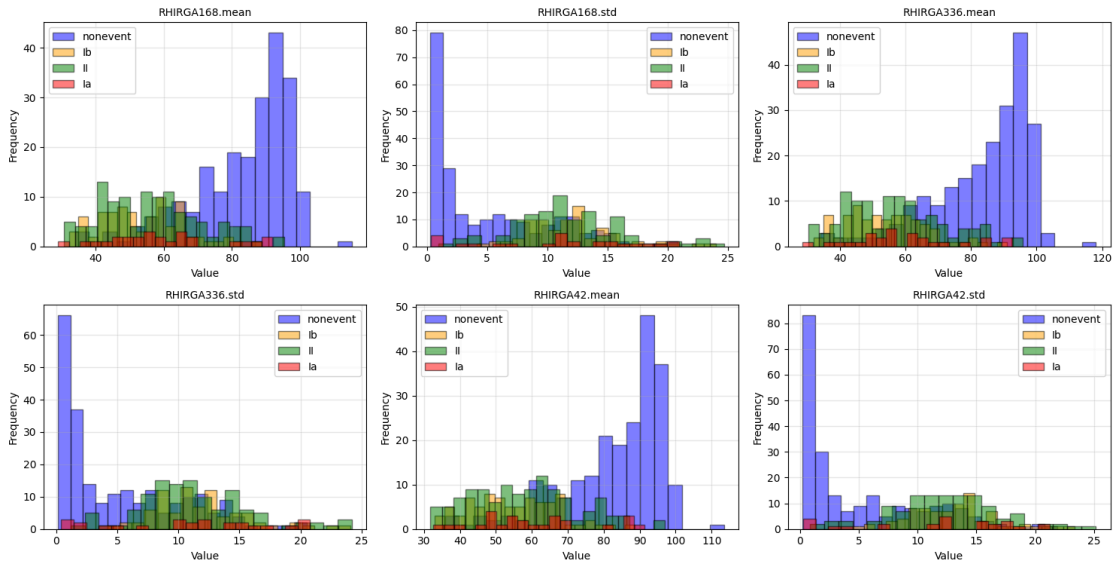 RHIRGA168.mean
Frequency
40
30
20
10
0
nonevent
Ib
II
Ia
40
60
80
100
Value
RHIRGA168.std
Frequency
80
70
60
50
40
30
20
10
0
nonevent
Ib
II
Ia
0
5
10
15
20
25
Value
RHIRGA336.mean
Frequency
40
30
20
10
0
nonevent
Ib
II
Ia
40
60
80
100
120
Value
RHIRGA336.std
Frequency
60
50
40
30
20
10
0
nonevent
Ib
II
Ia
0
5
10
15
20
25
Value
RHIRGA42.mean
Frequency
50
40
30
20
10
0
nonevent
Ib
II
Ia
30
40
50
60
70
80
90
100
110
Value
RHIRGA42.std
Frequency
80
70
60
50
40
30
20
10
0
nonevent
Ib
II
Ia
0
5
10
15
20
25
Value